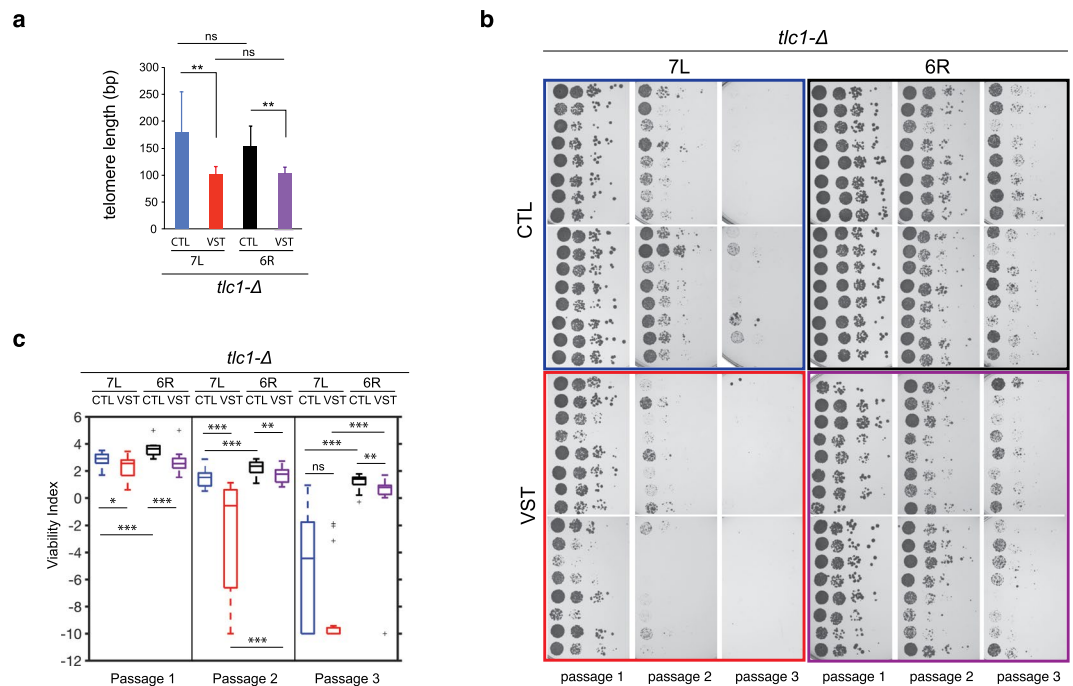 a
ns
ns
**
**
telomere length (bp)
300
250
200
150
100
50
0
CTL VST CTL VST
7L 6R
tlc1-Δ
b
tlc1-Δ
7L 6R
CTL
VST
passage 1 passage 2 passage 3 passage 1 passage 2 passage 3
c
tlc1-Δ
7L 6R 7L 6R 7L 6R
CTL VST CTL VST CTL VST CTL VST CTL VST CTL VST
Viability Index
6
4
2
0
-2
-4
-6
-8
-10
-12
* *** ***
*** ** *** ***
*** *** ns **
Passage 1 Passage 2 Passage 3